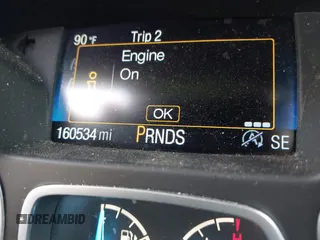 90 °F Trip 2
Engine
On
OK
160534 mi PRNDS SE
H
DREAMBID